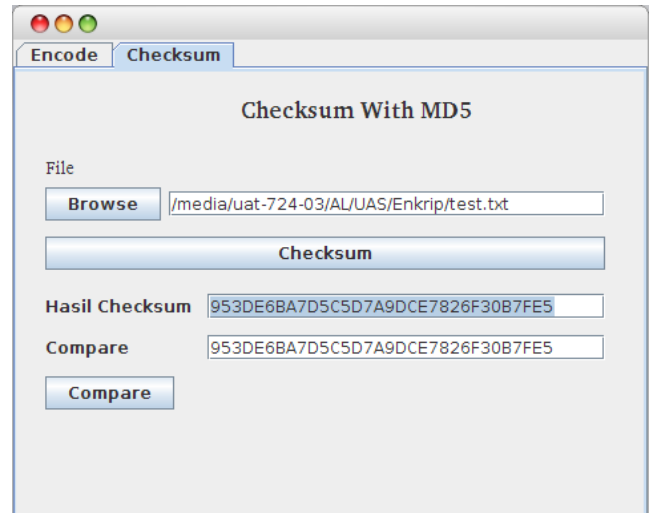 Encode Checksum
Checksum With MD5
File
Browse /media/uat-724-03/AL/UAS/Enkrip/test.txt
Checksum
Hasil Checksum 953DE6BA7D5C5D7A9DCE7826F30B7FE5
Compare 953DE6BA7D5C5D7A9DCE7826F30B7FE5
Compare